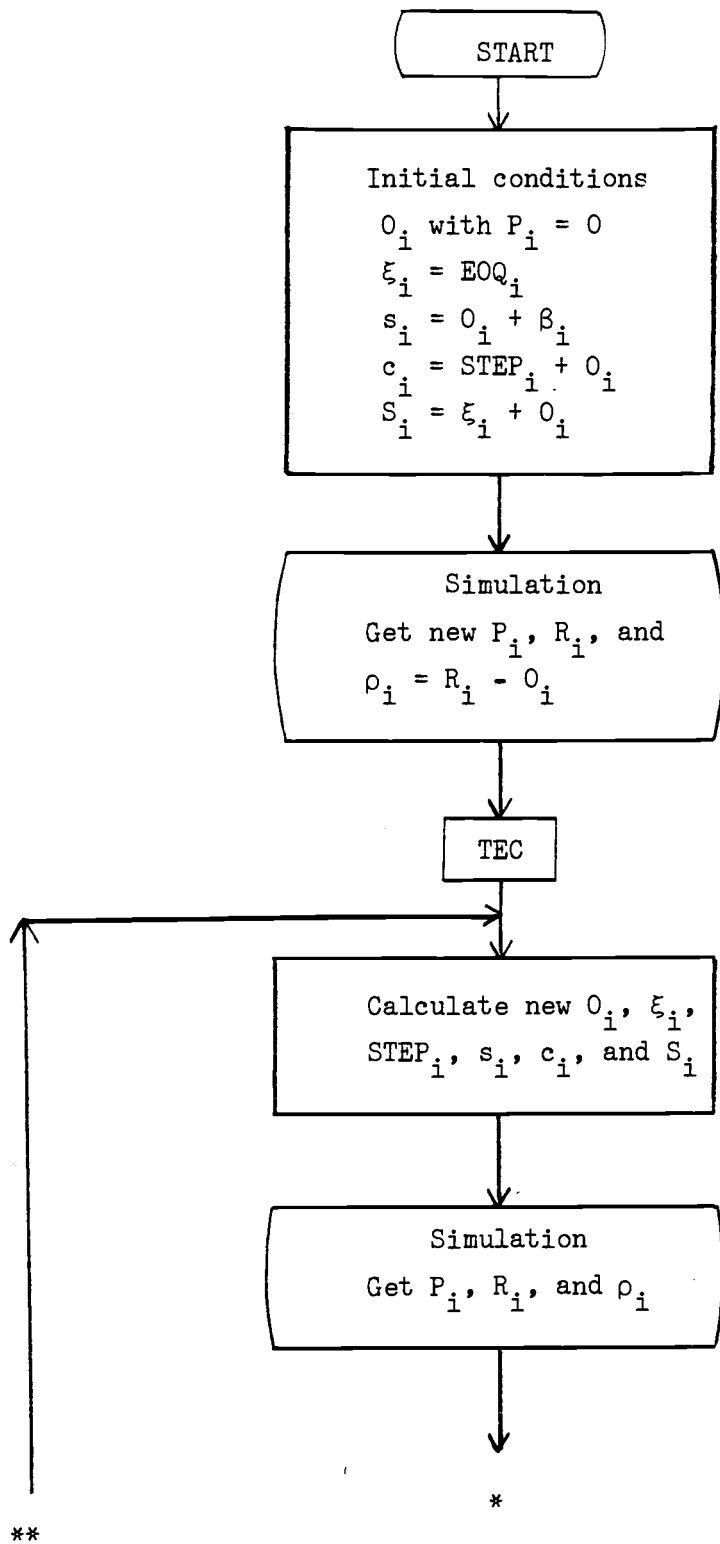 START
Initial conditions
O_i with P_i = 0
ξ_i = EOQ_i
s_i = O_i + β_i
c_i = STEP_i + O_i
S_i = ξ_i + O_i
Simulation
Get new P_i, R_i, and
ρ_i = R_i - O_i
TEC
Calculate new O_i, ξ_i,
STEP_i, s_i, c_i, and S_i
Simulation
Get P_i, R_i, and ρ_i
*
**